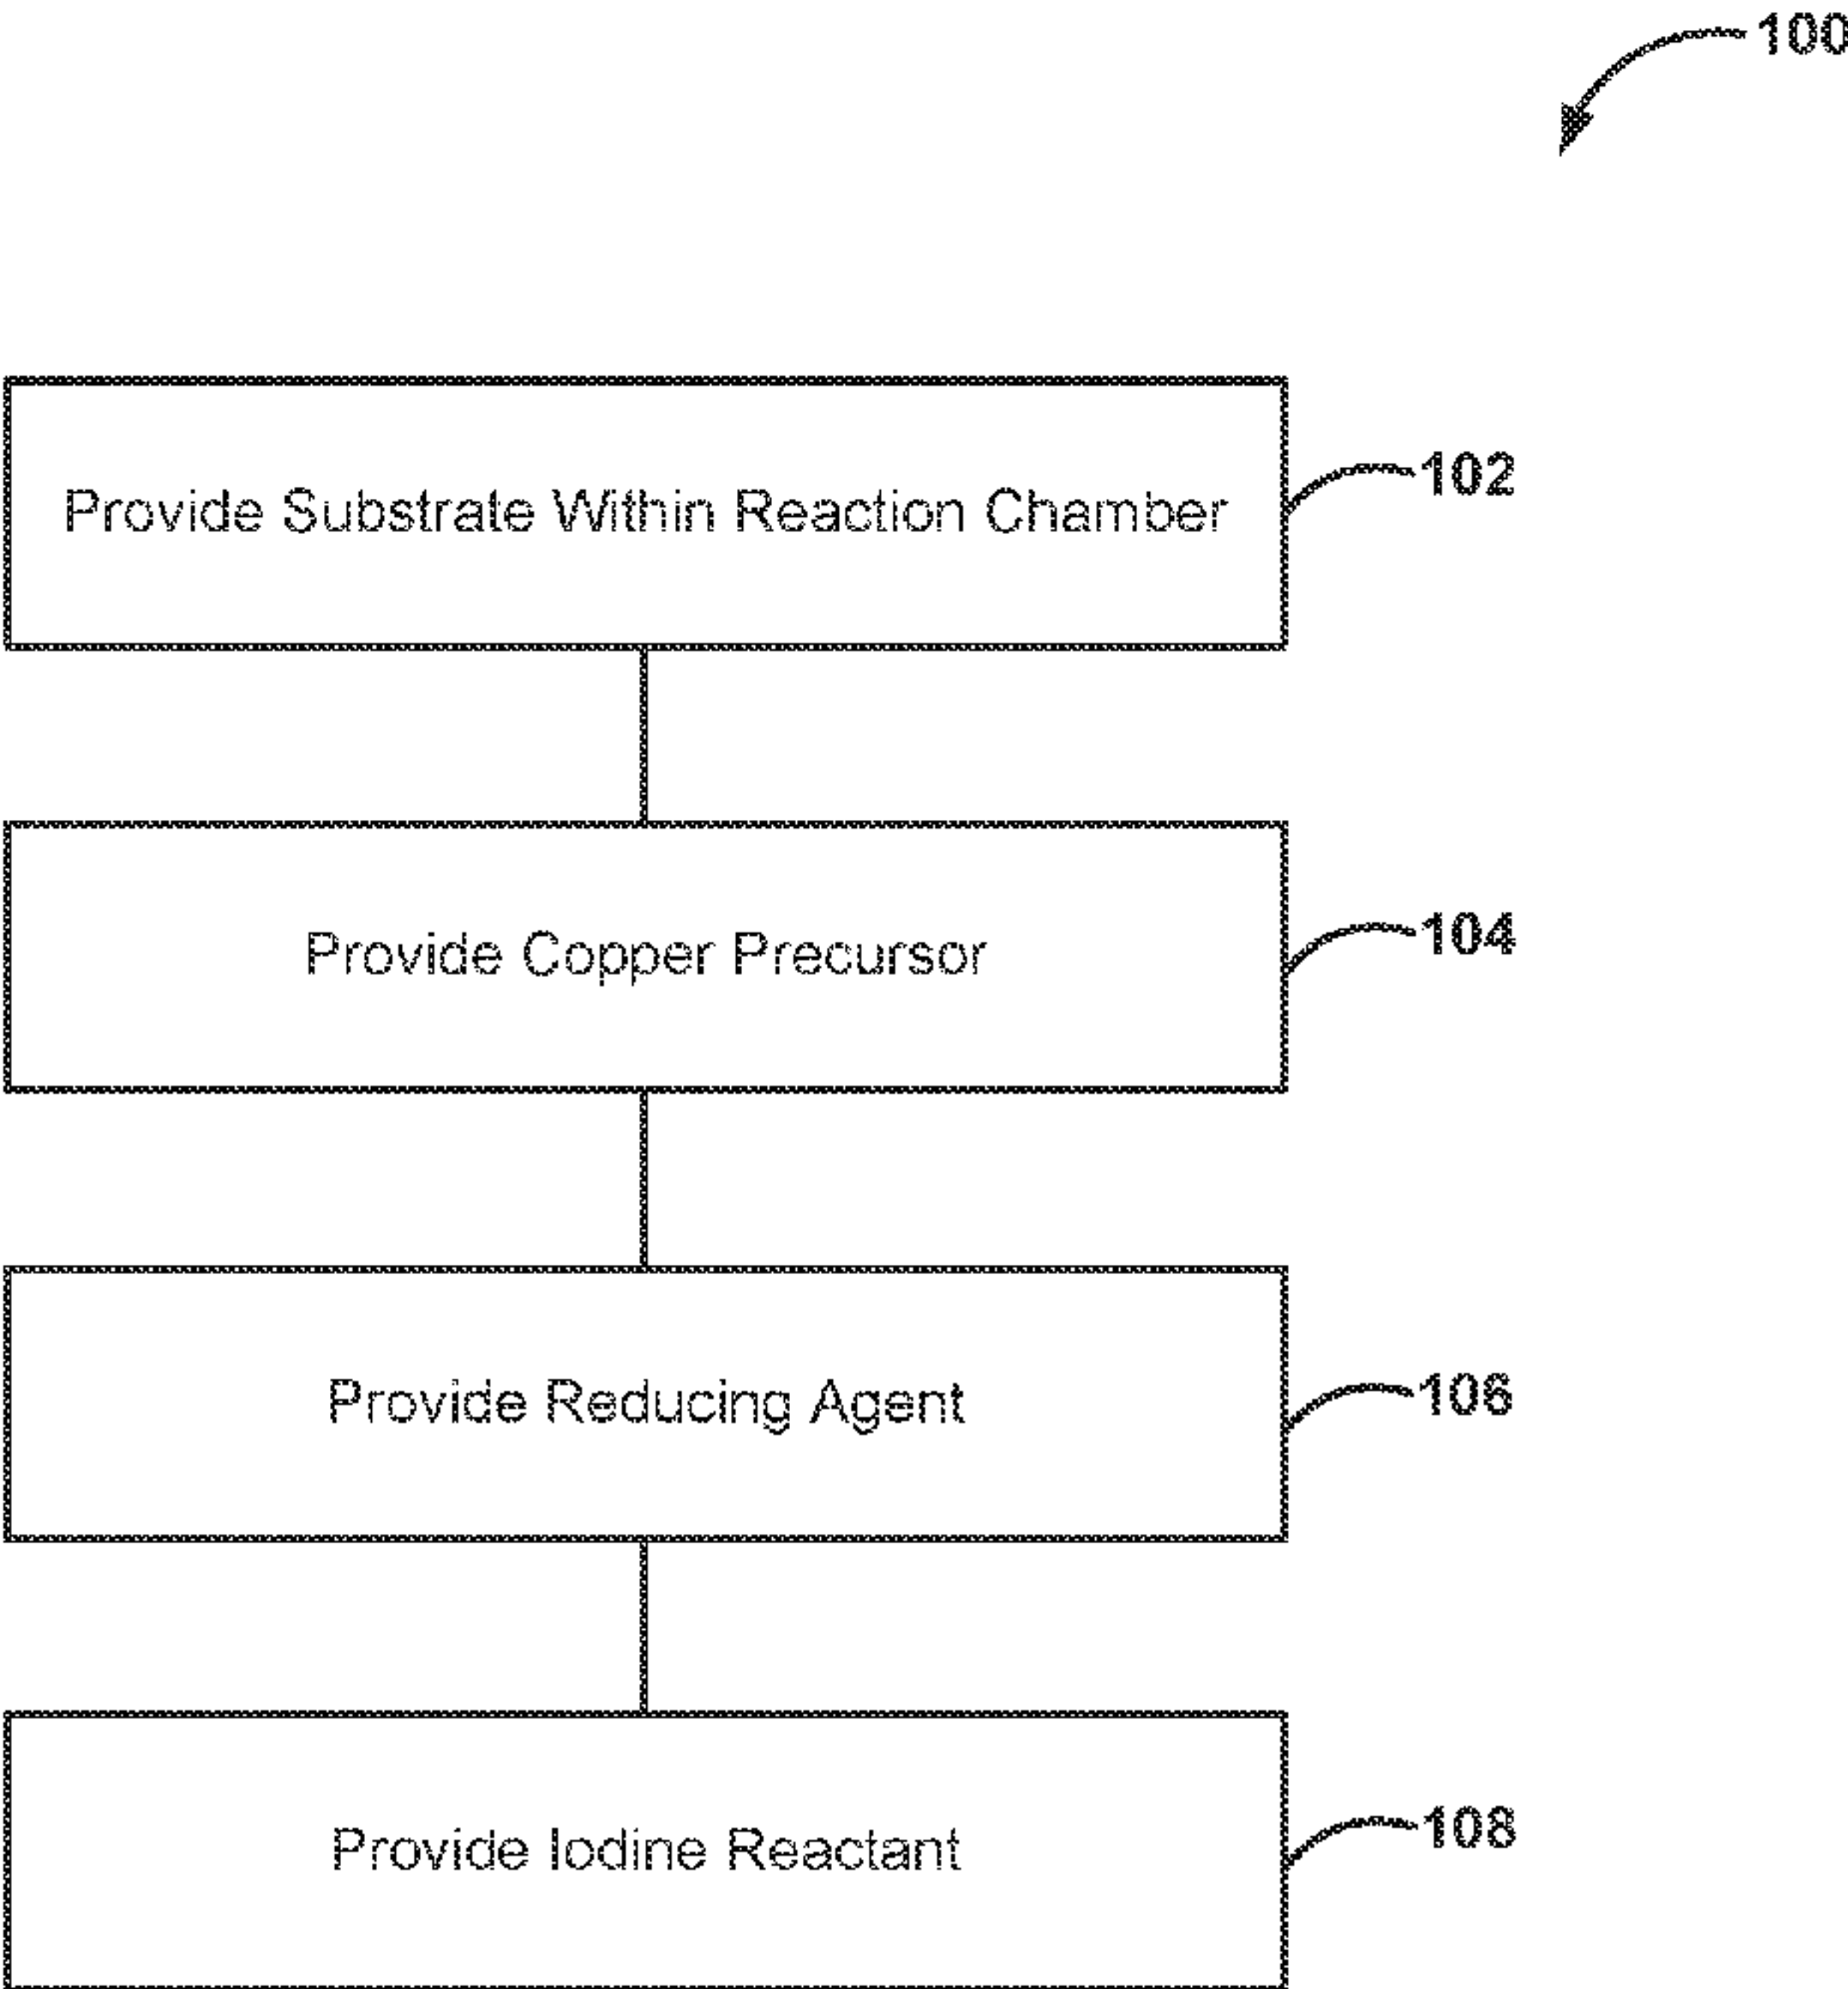 100
Provide Substrate Within Reaction Chamber
102
Provide Copper Precursor
104
Provide Reducing Agent
106
Provide Iodine Reactant
108